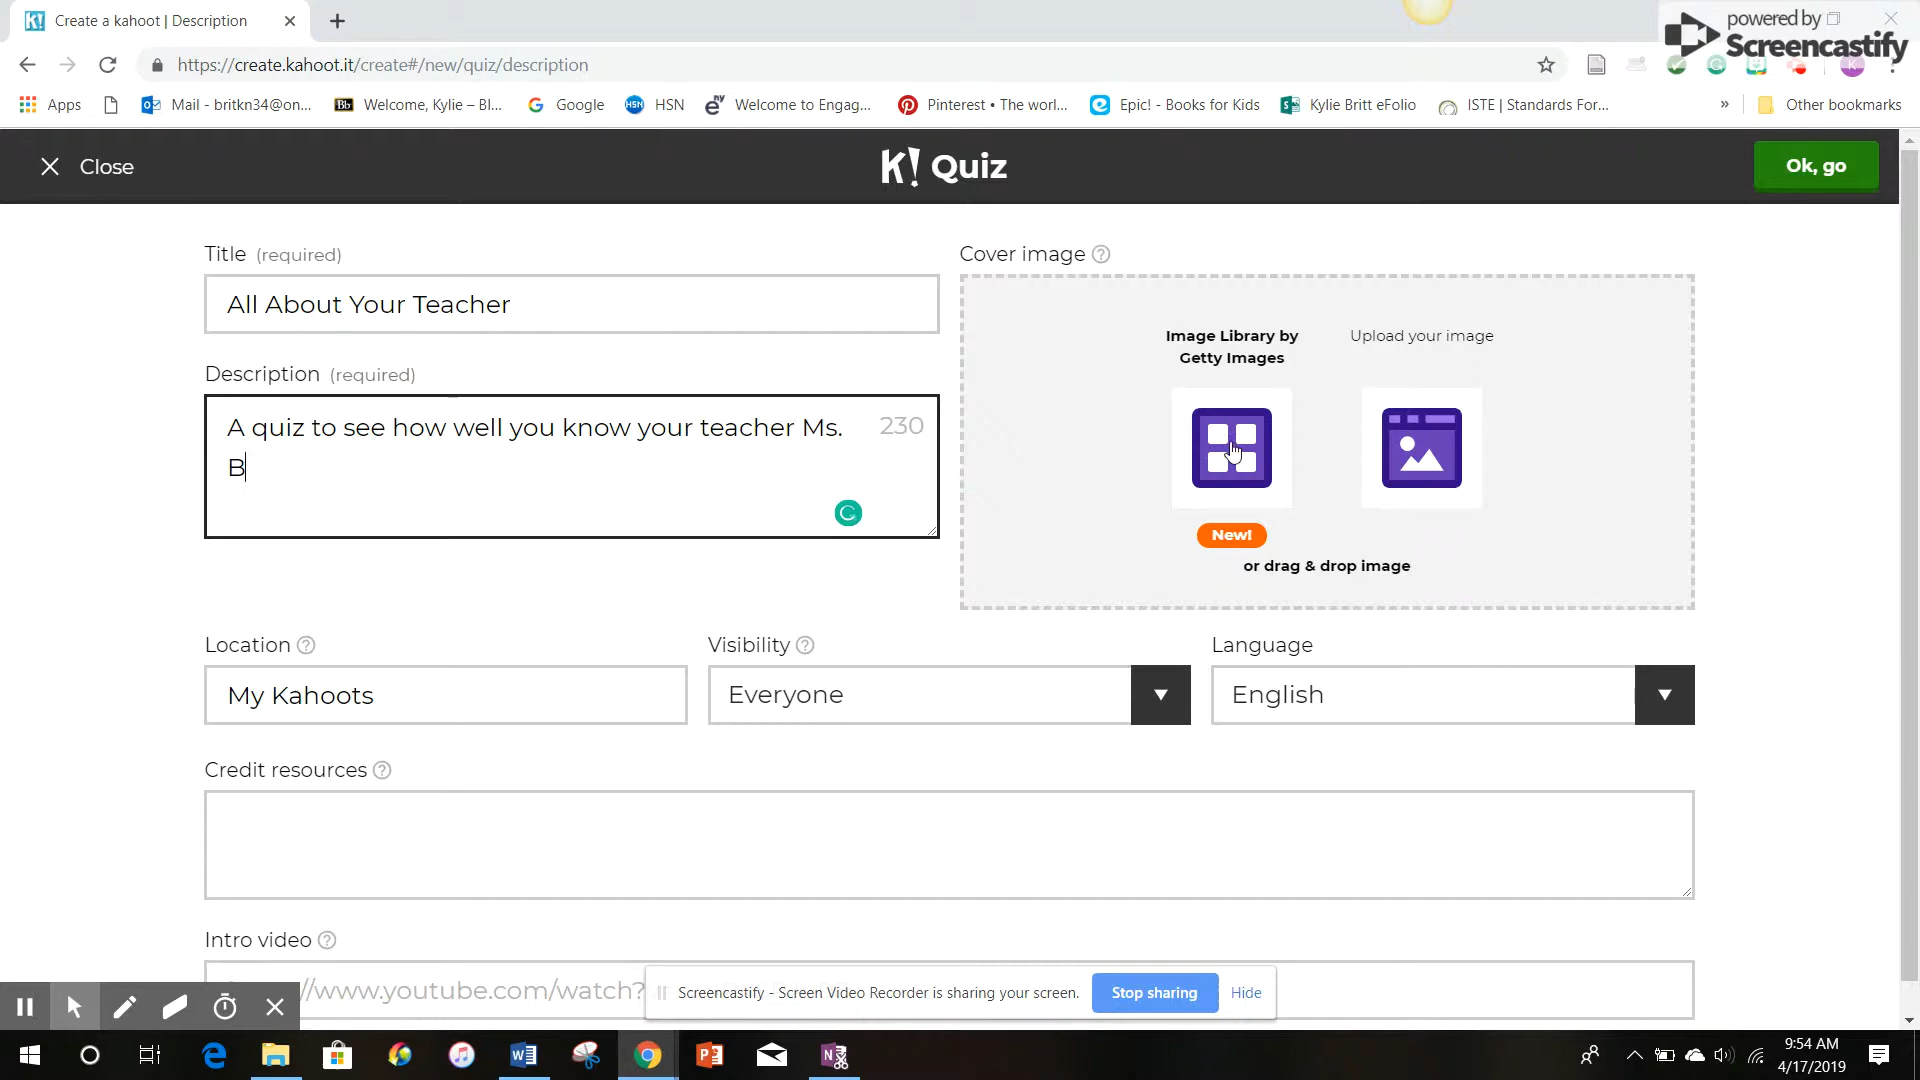 Create a kahoot | Description
powered by
Screencastify
https://create.kahoot.it/create#/new/quiz/description
Apps
Mail - britkn34@on...
Bb
Welcome, Kylie – Bl...
Google
HSN
HSN
Welcome to Engag...
Pinterest • The worl...
Epic! - Books for Kids
Kylie Britt eFolio
ISTE | Standards For...
»
Other bookmarks
Close
K! Quiz
Ok, go
Title (required)
All About Your Teacher
Description (required)
A quiz to see how well you know your teacher Ms.
B
230
Cover image
Image Library by
Getty Images
Upload your image
New!
or drag & drop image
Location
My Kahoots
Visibility
Everyone
Language
English
Credit resources
Intro video
//www.youtube.com/watch?
Screencastify - Screen Video Recorder is sharing your screen.
Stop sharing
Hide
9:54 AM
4/17/2019